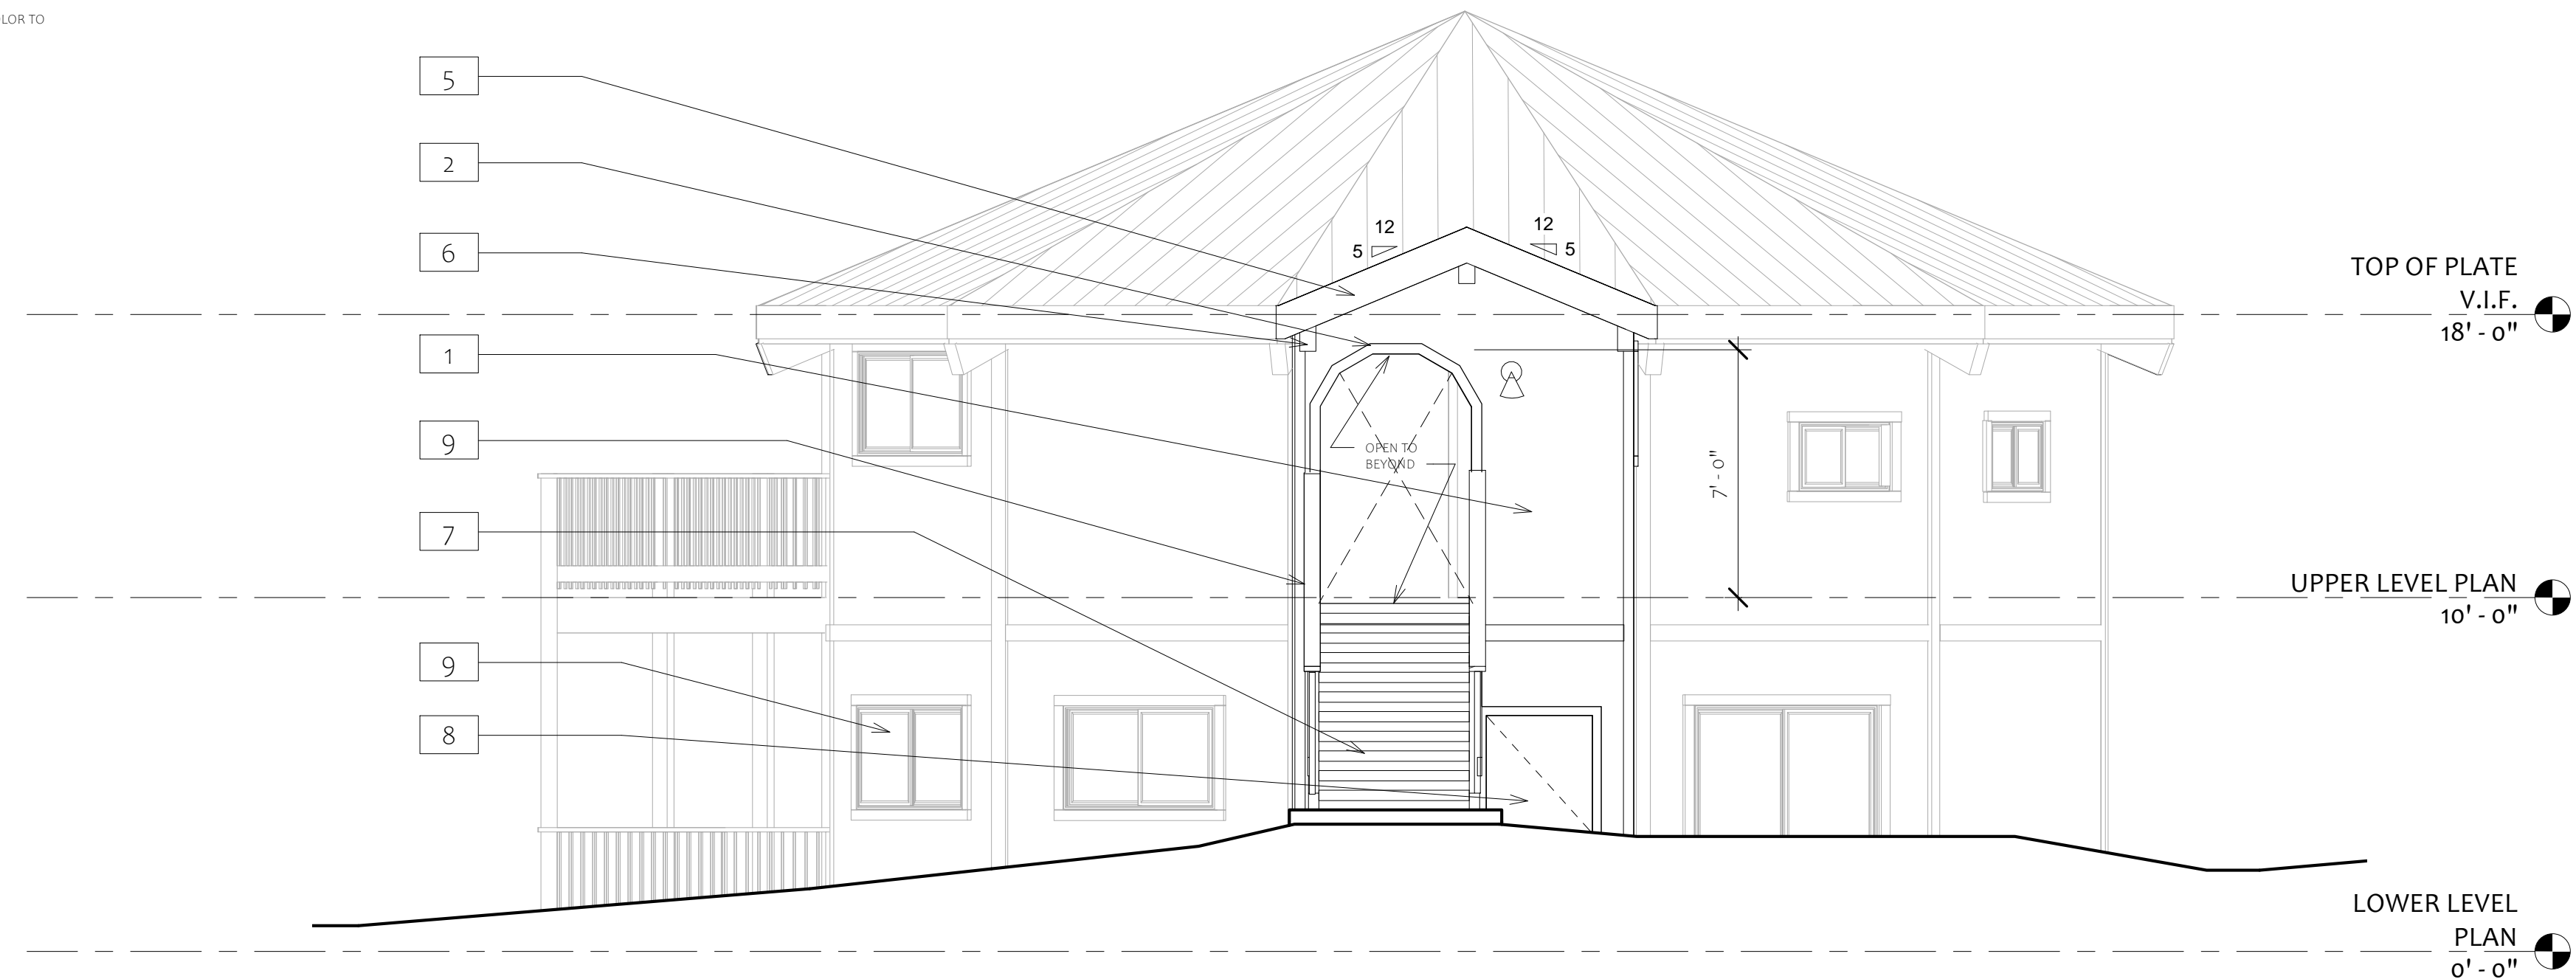 LOR TO
5
2
6
1
9
7
9
8
12
5
12
5
OPEN TO
BEYOND
7' - 0"
TOP OF PLATE
V.I.F.
18' - 0"
UPPER LEVEL PLAN
10' - 0"
LOWER LEVEL
PLAN
0' - 0"